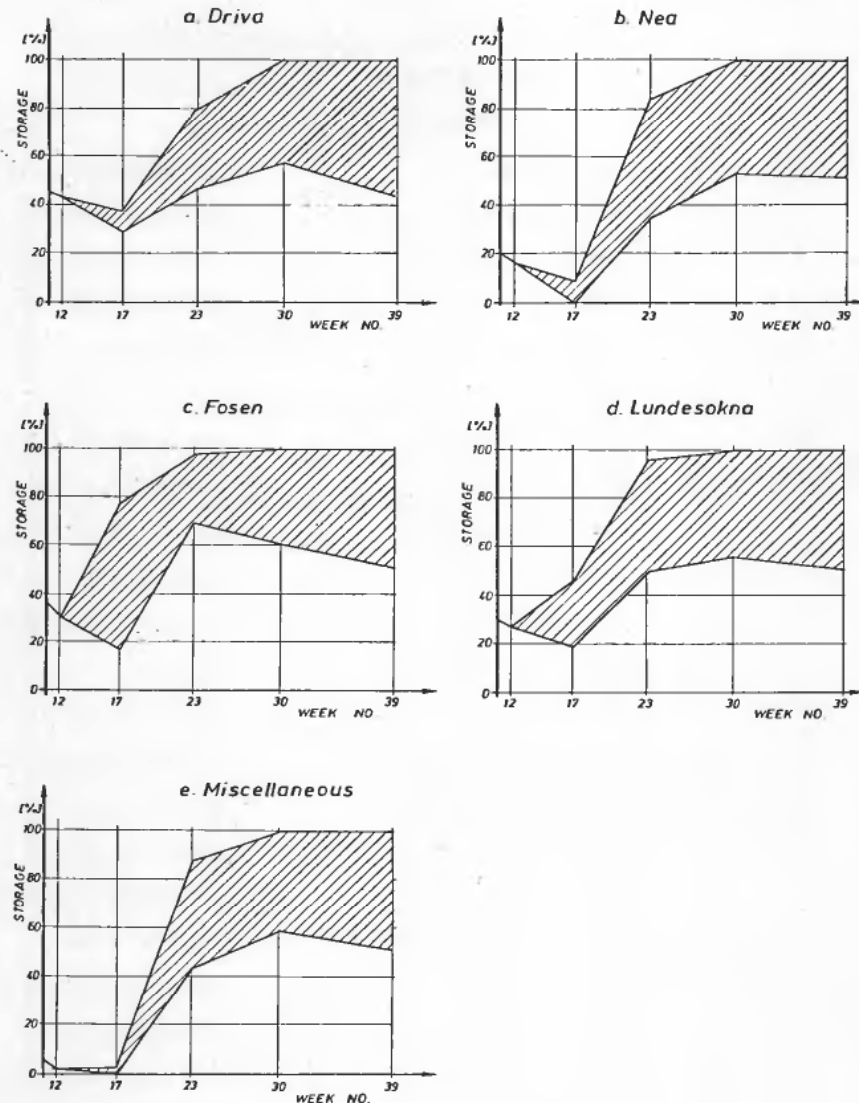 a. Driva
[%]
100
80
60
40
20
0
STORAGE
12 17 23 30 39
WEEK NO.
b. Nea
[%]
100
80
60
40
20
0
STORAGE
12 17 23 30 39
WEEK NO.
c. Fosen
[%]
100
80
60
40
20
0
STORAGE
12 17 23 30 39
WEEK NO.
d. Lundesokna
[%]
100
80
60
40
20
0
STORAGE
12 17 23 30 39
WEEK NO.
e. Miscellaneous
[%]
100
80
60
40
20
0
STORAGE
12 17 23 30 39
WEEK NO.